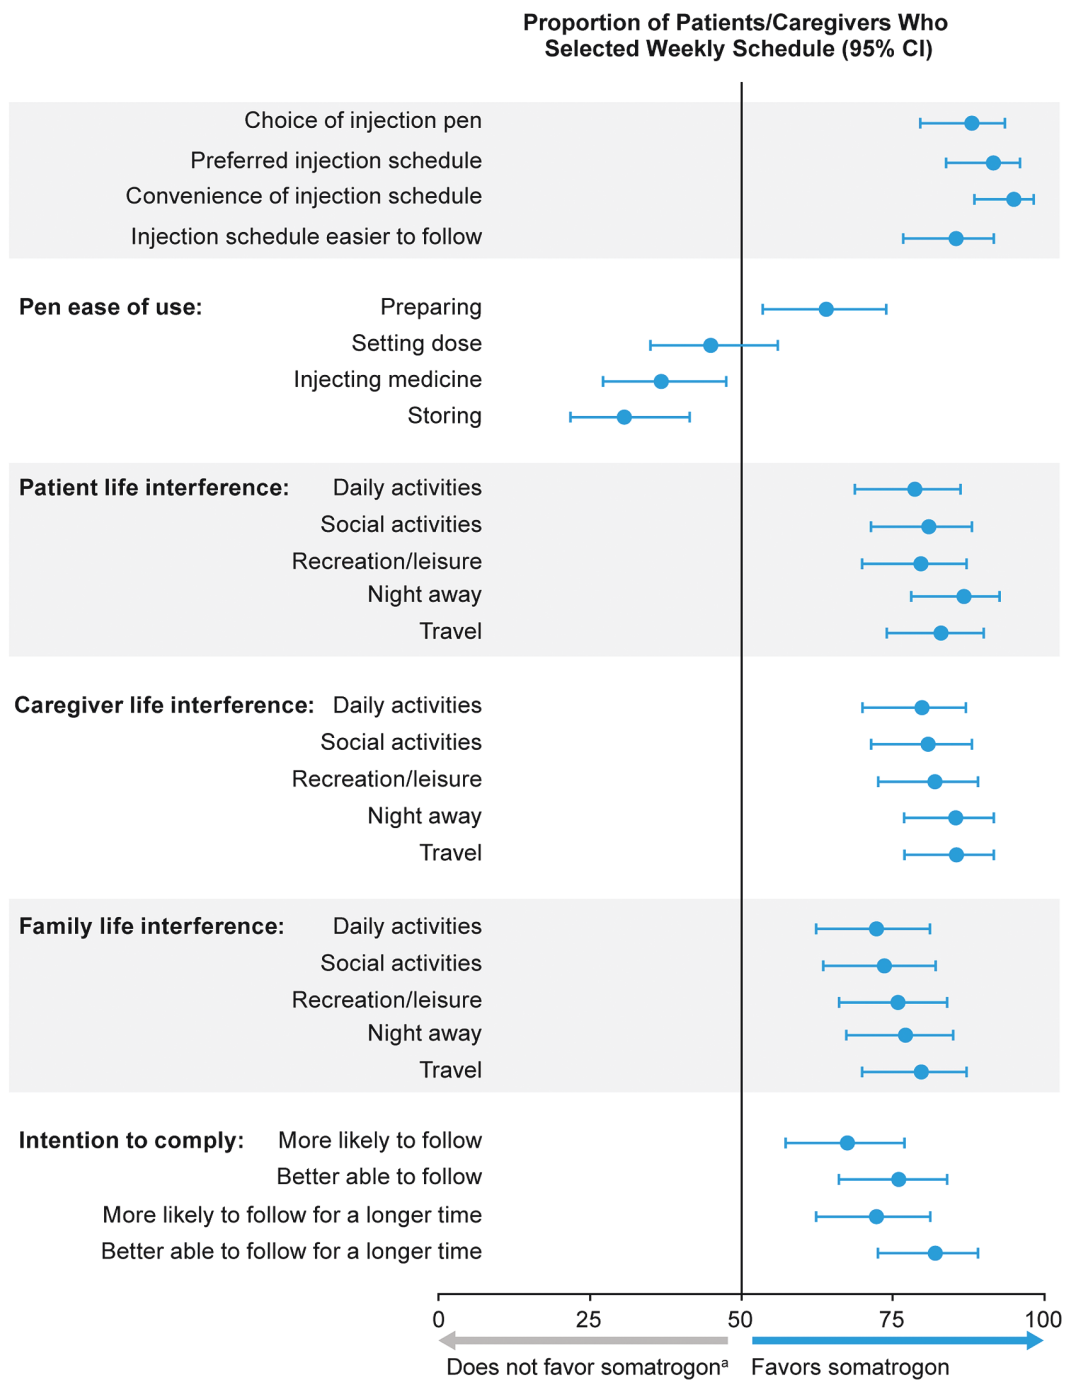 Proportion of Patients/Caregivers Who
Selected Weekly Schedule (95% CI)
Choice of injection pen
Preferred injection schedule
Convenience of injection schedule
Injection schedule easier to follow
Pen ease of use: Preparing
Setting dose
Injecting medicine
Storing
Patient life interference: Daily activities
Social activities
Recreation/leisure
Night away
Travel
Caregiver life interference: Daily activities
Social activities
Recreation/leisure
Night away
Travel
Family life interference: Daily activities
Social activities
Recreation/leisure
Night away
Travel
Intention to comply: More likely to follow
Better able to follow
More likely to follow for a longer time
Better able to follow for a longer time
0 25 50 75 100
Does not favor somatrogonᵃ Favors somatrogon